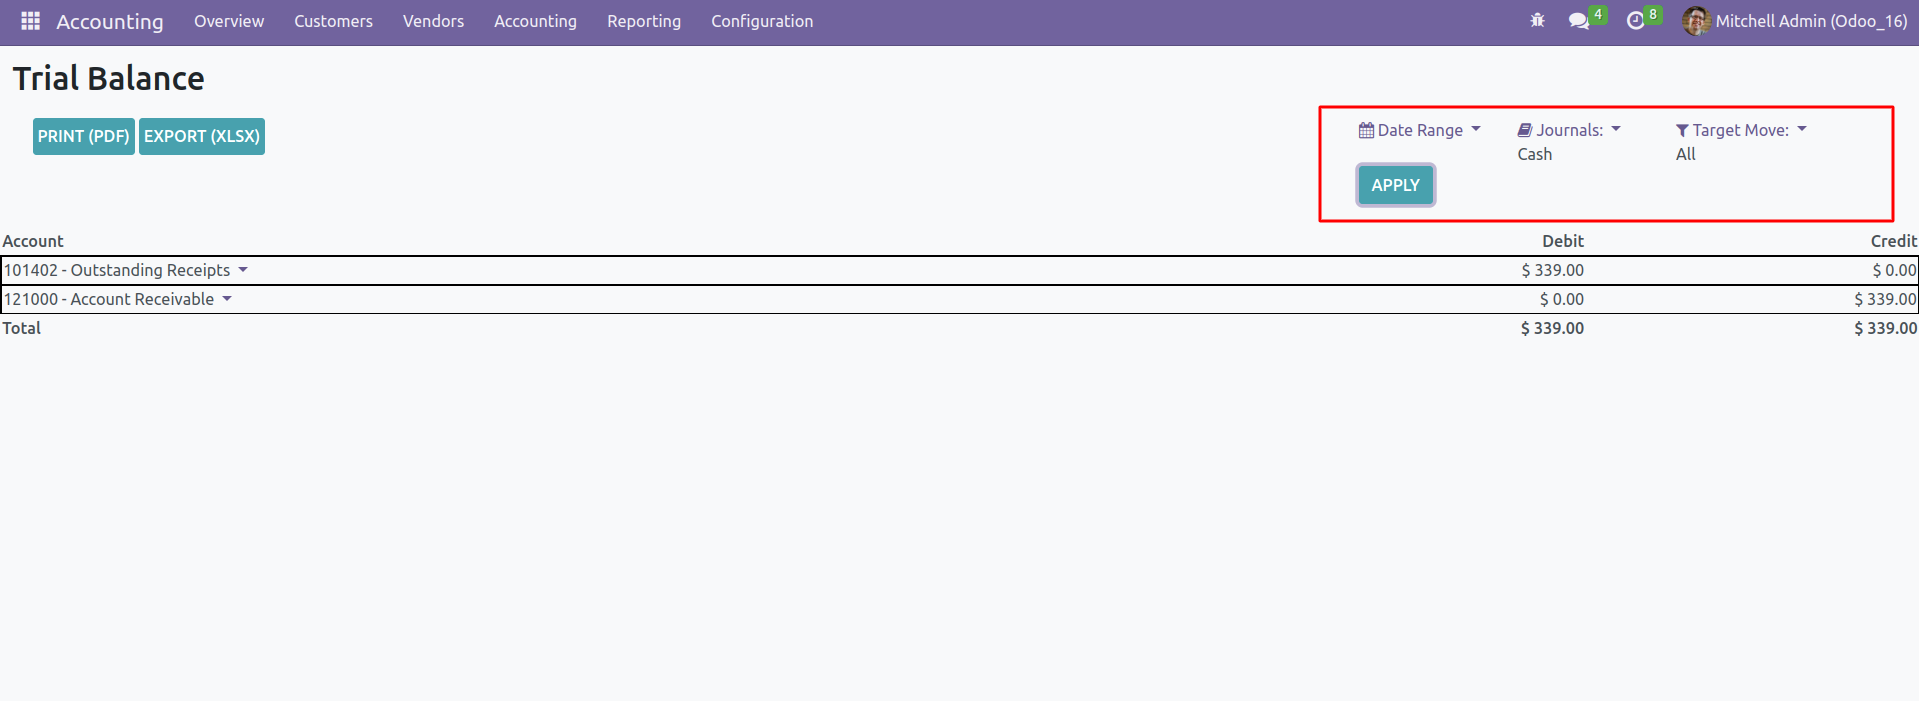 Accounting Overview Customers Vendors Accounting Reporting Configuration 4 8 Mitchell Admin (Odoo_16)
Trial Balance
PRINT (PDF) EXPORT (XLSX) Date Range Journals: Target Move:
Cash All
APPLY
Account Debit Credit
101402 - Outstanding Receipts $ 339.00 $ 0.00
121000 - Account Receivable $ 0.00 $ 339.00
Total $ 339.00 $ 339.00